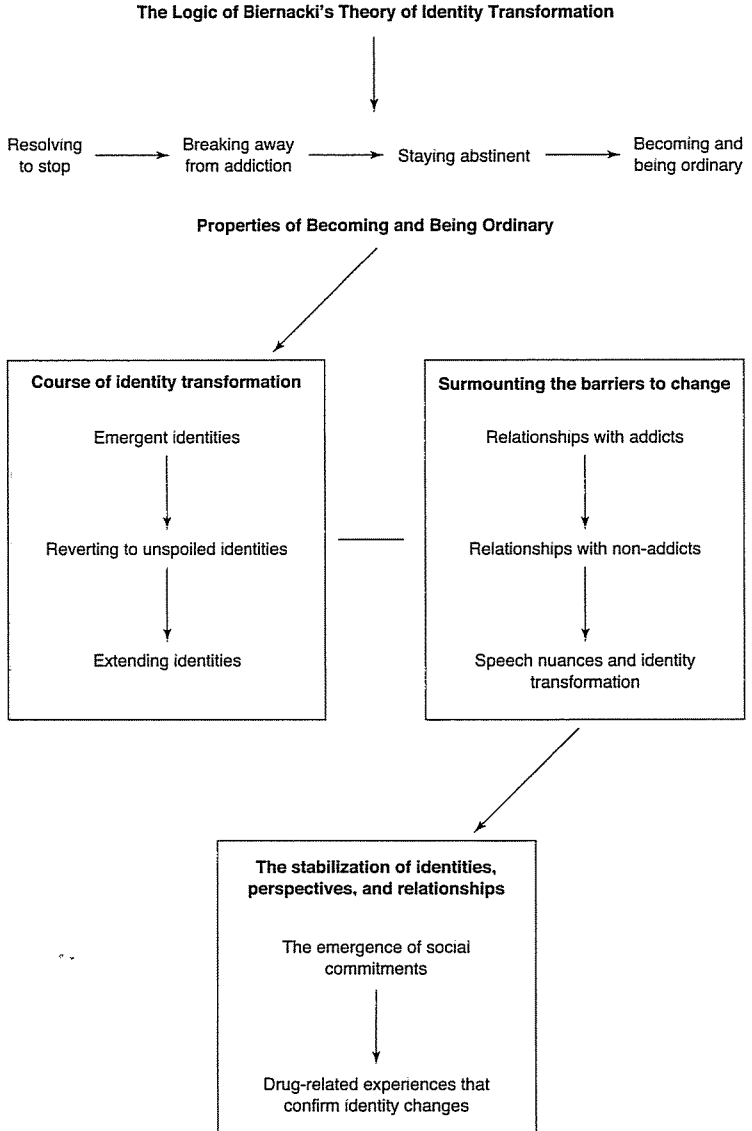 The Logic of Biernacki's Theory of Identity Transformation
Resolving
to stop
Breaking away
from addiction
Staying abstinent
Becoming and
being ordinary
Properties of Becoming and Being Ordinary
Course of identity transformation
Emergent identities
Reverting to unspoiled identities
Extending identities
Surmounting the barriers to change
Relationships with addicts
Relationships with non-addicts
Speech nuances and identity
transformation
The stabilization of identities,
perspectives, and relationships
The emergence of social
commitments
Drug-related experiences that
confirm identity changes